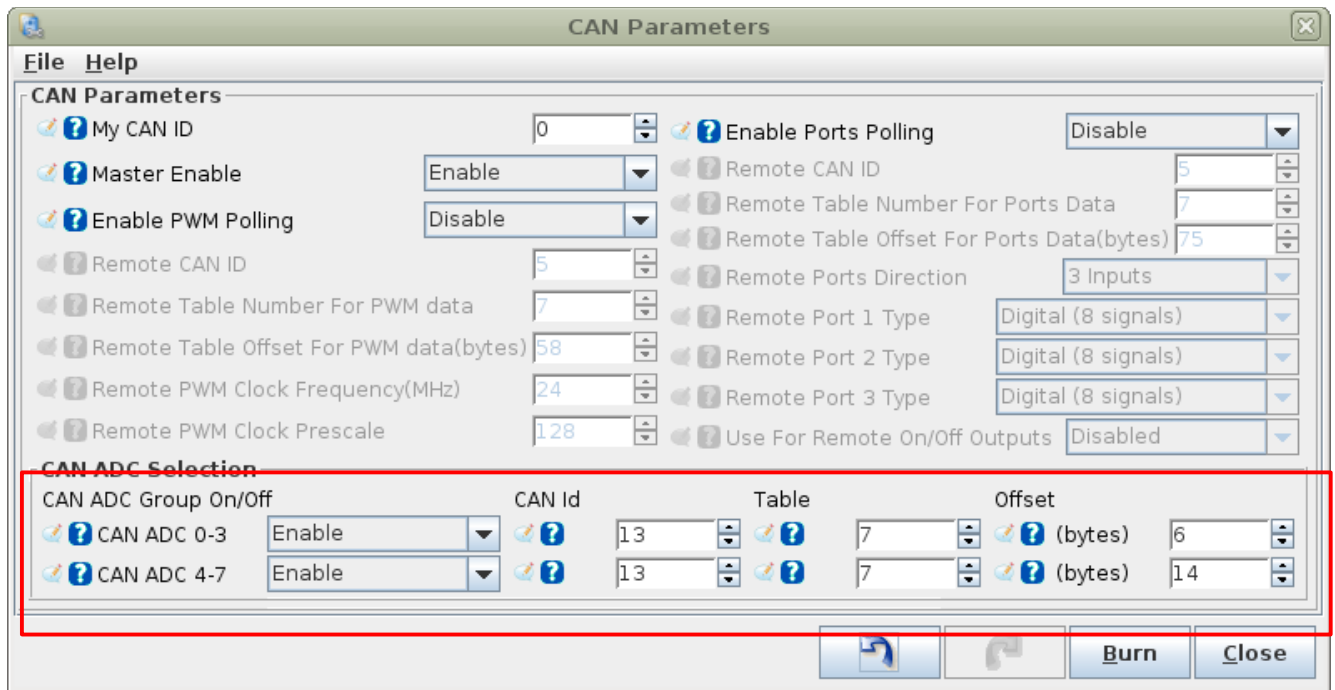 CAN Parameters
File Help
CAN Parameters
My CAN ID 0
Master Enable Enable
Enable PWM Polling Disable
Remote CAN ID 5
Remote Table Number For PWM data 7
Remote Table Offset For PWM data(bytes) 58
Remote PWM Clock Frequency(MHz) 24
Remote PWM Clock Prescale 128
Enable Ports Polling Disable
Remote CAN ID 5
Remote Table Number For Ports Data 7
Remote Table Offset For Ports Data(bytes) 75
Remote Ports Direction 3 Inputs
Remote Port 1 Type Digital (8 signals)
Remote Port 2 Type Digital (8 signals)
Remote Port 3 Type Digital (8 signals)
Use For Remote On/Off Outputs Disabled
CAN ADC Selection
CAN ADC Group On/Off CAN Id Table Offset
CAN ADC 0-3 Enable 13 7 (bytes) 6
CAN ADC 4-7 Enable 13 7 (bytes) 14
Burn Close